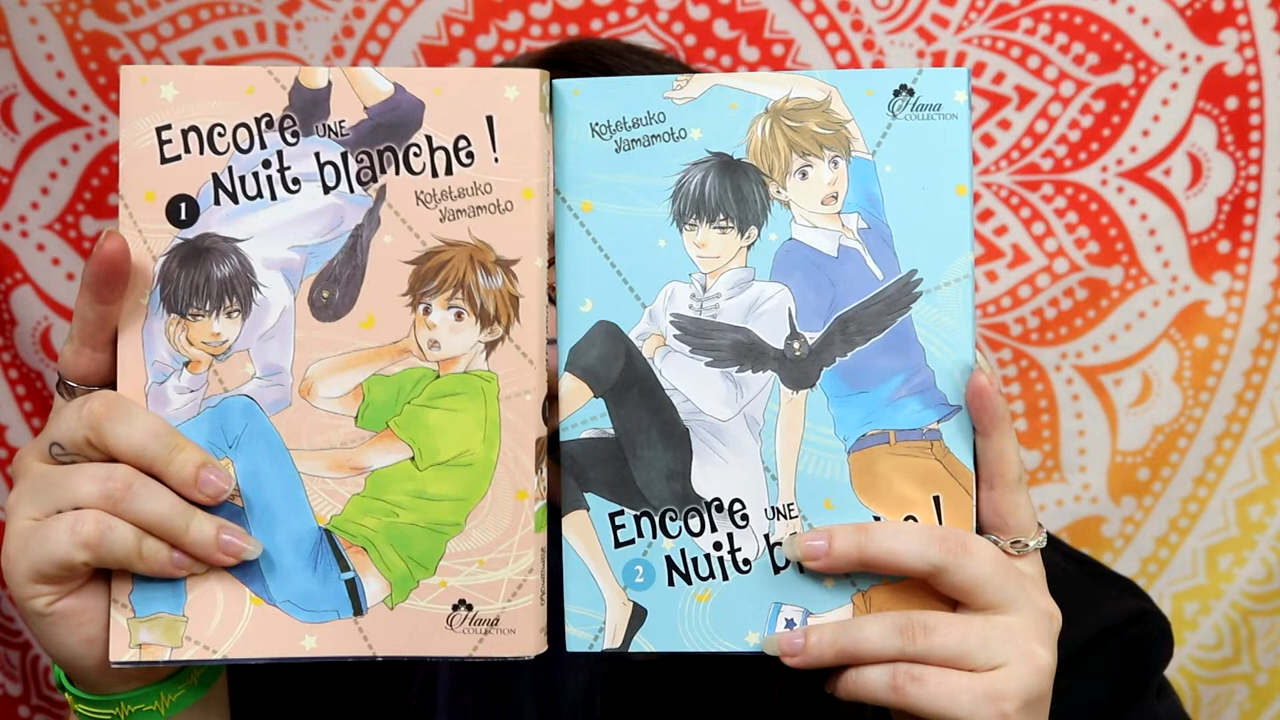 Encore une
Nuit blanche !
1
Kotetsuko
Yamamoto
Hana
COLLECTION
Kotetsuko
Yamamoto
Hana
COLLECTION
Encore une
2
Nuit